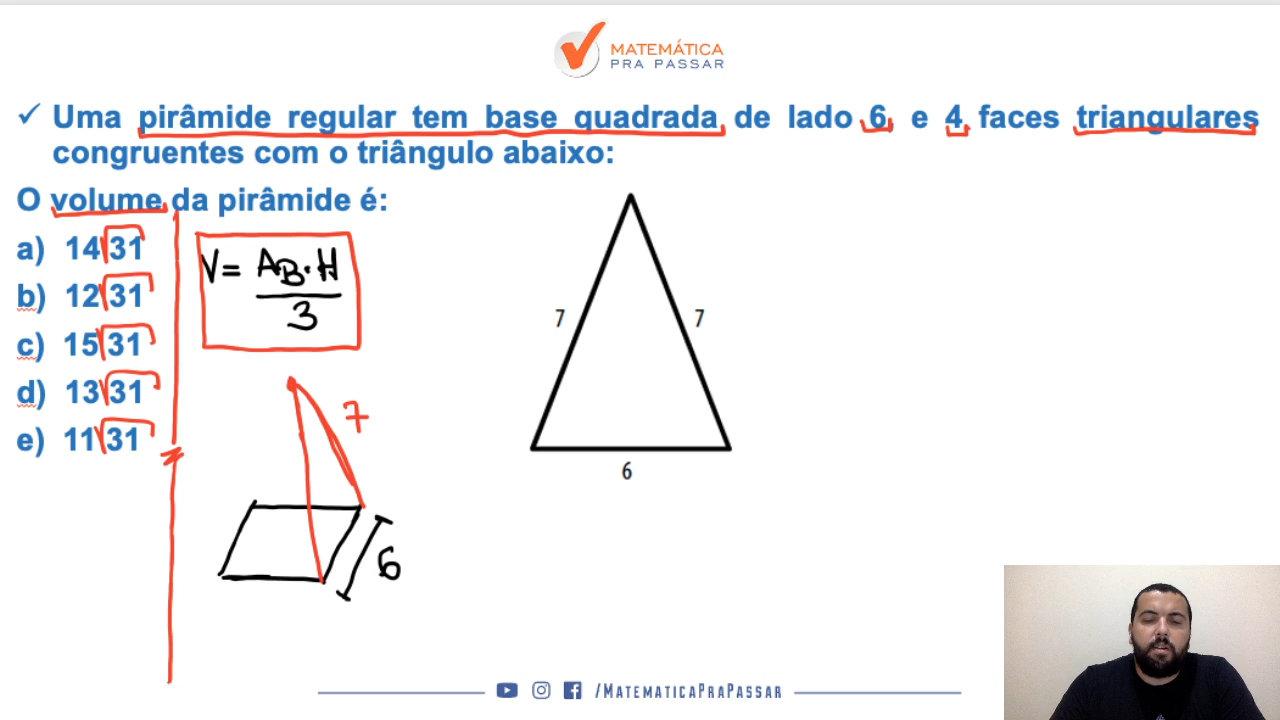 MATEMÁTICA
PRA PASSAR
✓ Uma pirâmide regular tem base quadrada de lado 6 e 4 faces triangulares
congruentes com o triângulo abaixo:
O volume da pirâmide é:
a) 14√31
b) 12√31
c) 15√31
d) 13√31
e) 11√31
V = AB·H
3
7
6
7
7
6
/MATEMATICAPRAPASSAR